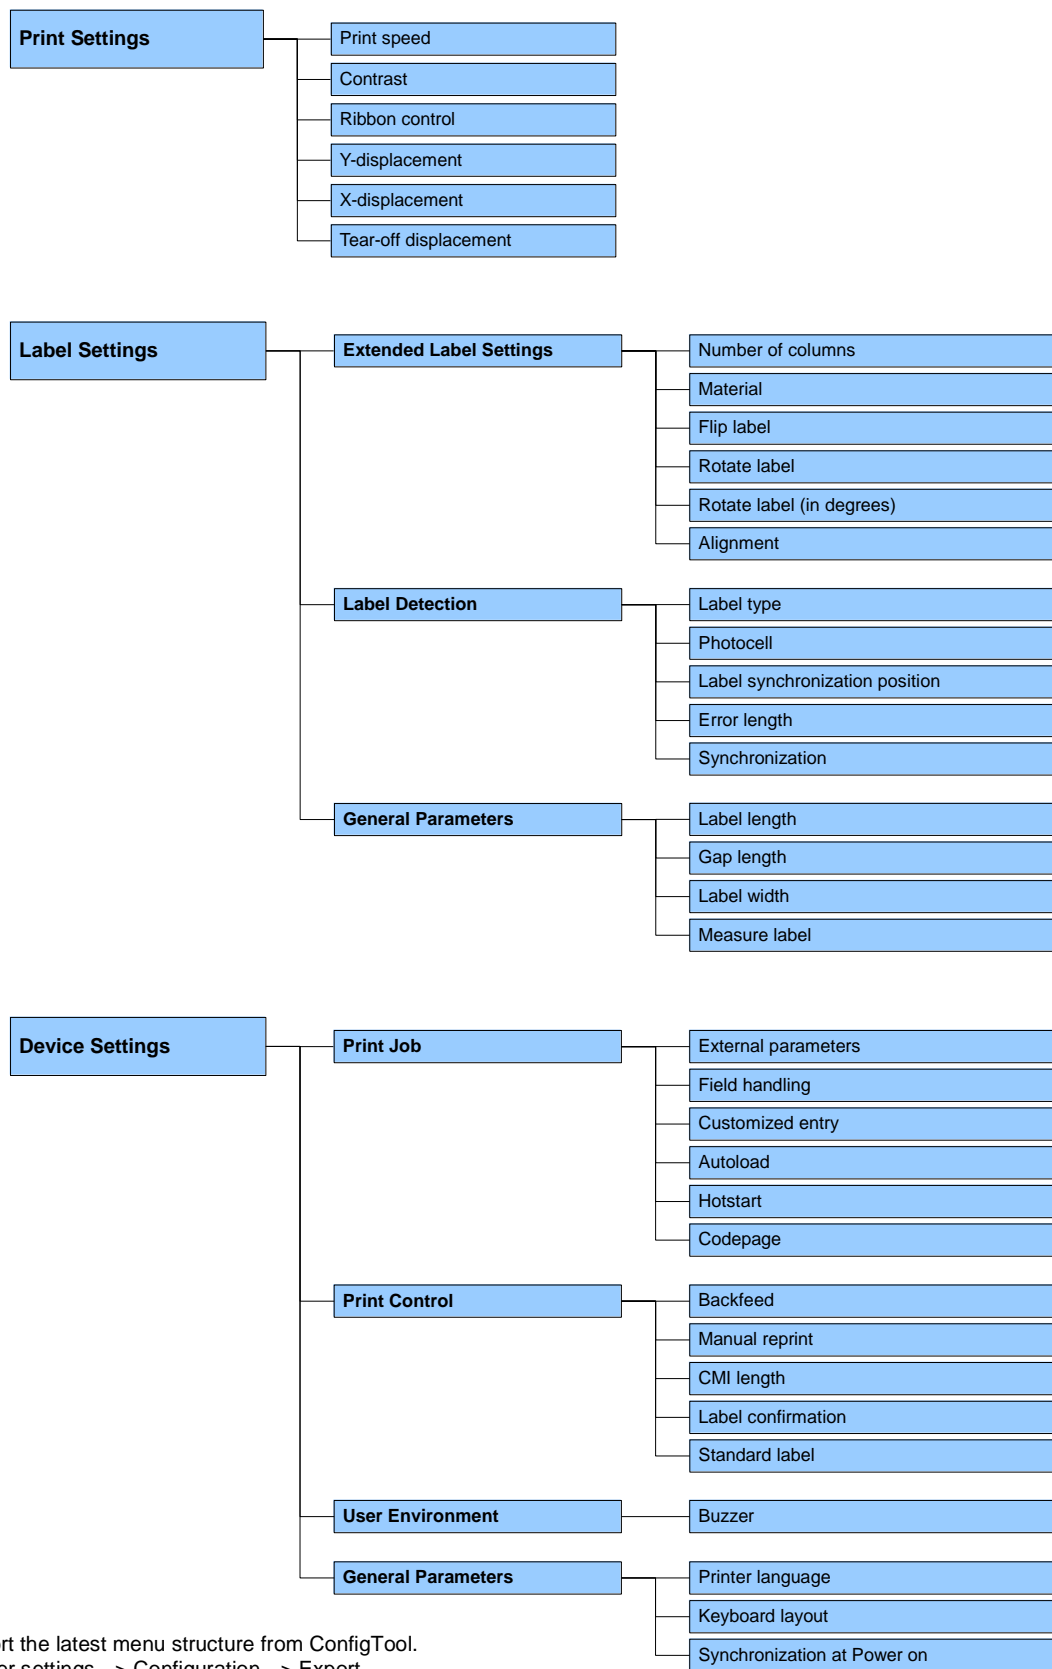 Print Settings
Print speed
Contrast
Ribbon control
Y-displacement
X-displacement
Tear-off displacement
Label Settings
Extended Label Settings
Number of columns
Material
Flip label
Rotate label
Rotate label (in degrees)
Alignment
Label Detection
Label type
Photocell
Label synchronization position
Error length
Synchronization
General Parameters
Label length
Gap length
Label width
Measure label
Device Settings
Print Job
External parameters
Field handling
Customized entry
Autoload
Hotstart
Codepage
Print Control
Backfeed
Manual reprint
CMI length
Label confirmation
Standard label
User Environment
Buzzer
General Parameters
Printer language
Keyboard layout
Synchronization at Power on
the latest menu structure from ConfigTool.
settings --> Configuration --> Export